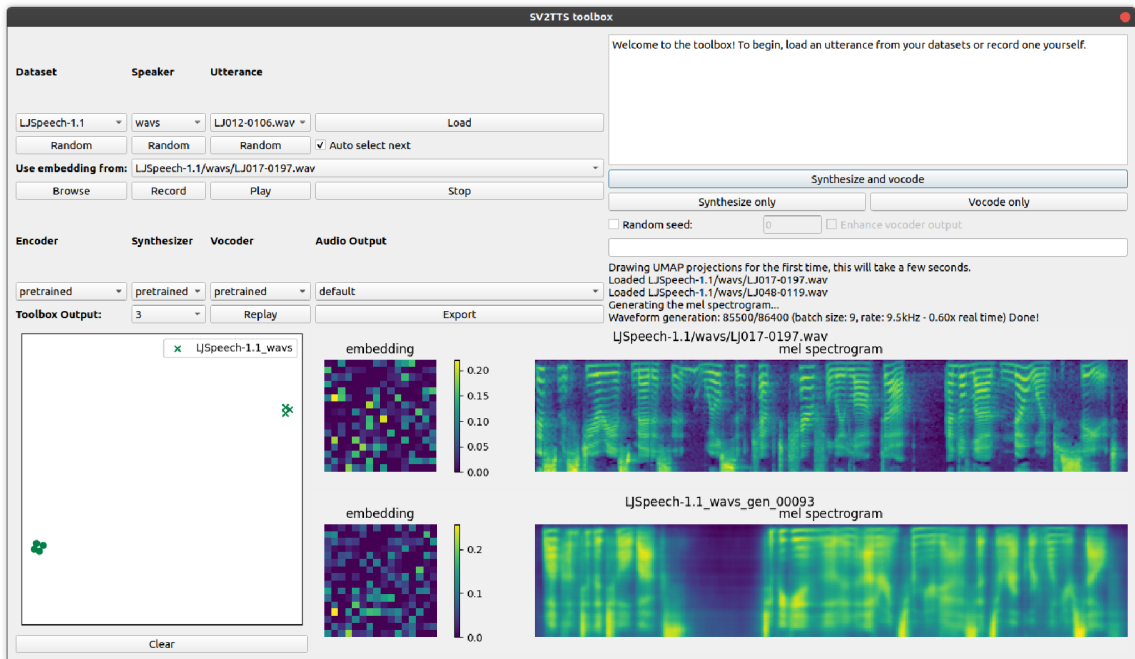 SV2TTS toolbox
Dataset Speaker Utterance
LJSpeech-1.1 wavs LJ012-0106.wav Load
Random Random Random Auto select next
Use embedding from: LJSpeech-1.1/wavs/LJ017-0197.wav
Browse Record Play Stop
Encoder Synthesizer Vocoder Audio Output
pretrained pretrained pretrained default
Toolbox Output: 3 Replay Export
Welcome to the toolbox! To begin, load an utterance from your datasets or record one yourself.
Synthesize and vocode
Synthesize only Vocode only
Random seed: 0 Enhance vocoder output
Drawing UMAP projections for the first time, this will take a few seconds.
Loaded LJSpeech-1.1/wavs/LJ017-0197.wav
Loaded LJSpeech-1.1/wavs/LJ048-0119.wav
Generating the mel spectrogram...
Waveform generation: 85500/86400 (batch size: 9, rate: 9.5kHz - 0.60x real time) Done!
LJSpeech-1.1_wavs
Clear
LJSpeech-1.1/wavs/LJ017-0197.wav
embedding mel spectrogram
0.20
0.15
0.10
0.05
0.00
LJSpeech-1.1_wavs_gen_00093
embedding mel spectrogram
0.2
0.1
0.0